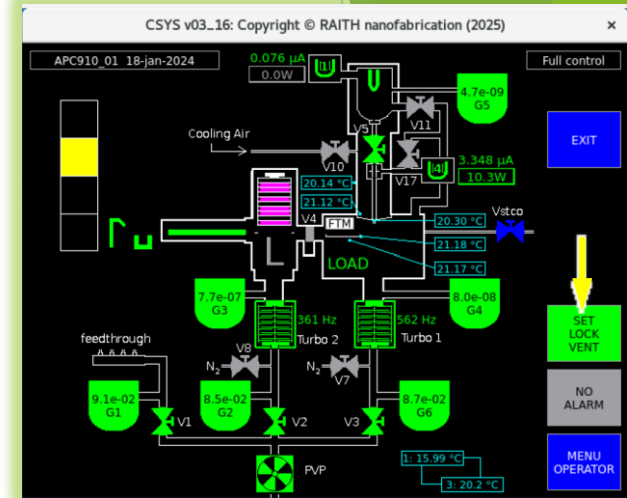 CSYS v03_16: Copyright © RAITH nanofabrication (2025)
×
APC910_01 18-jan-2024
0.076 µA
0.0W
1
Full control
4.7e-09
G5
V11
V5
EXIT
Cooling Air
V10
V17
4
3.348 µA
10.3W
20.14 °C
21.12 °C
V4
FTM
20.30 °C
Vstco
21.18 °C
21.17 °C
LOAD
L
7.7e-07
G3
8.0e-08
G4
SET
LOCK
VENT
361 Hz
Turbo 2
562 Hz
Turbo 1
feedthrough
V8
N2
N2
V7
9.1e-02
G1
V1
8.5e-02
G2
V2
V3
8.7e-02
G6
NO
ALARM
PVP
1: 15.99 °C
3: 20.2 °C
MENU
OPERATOR